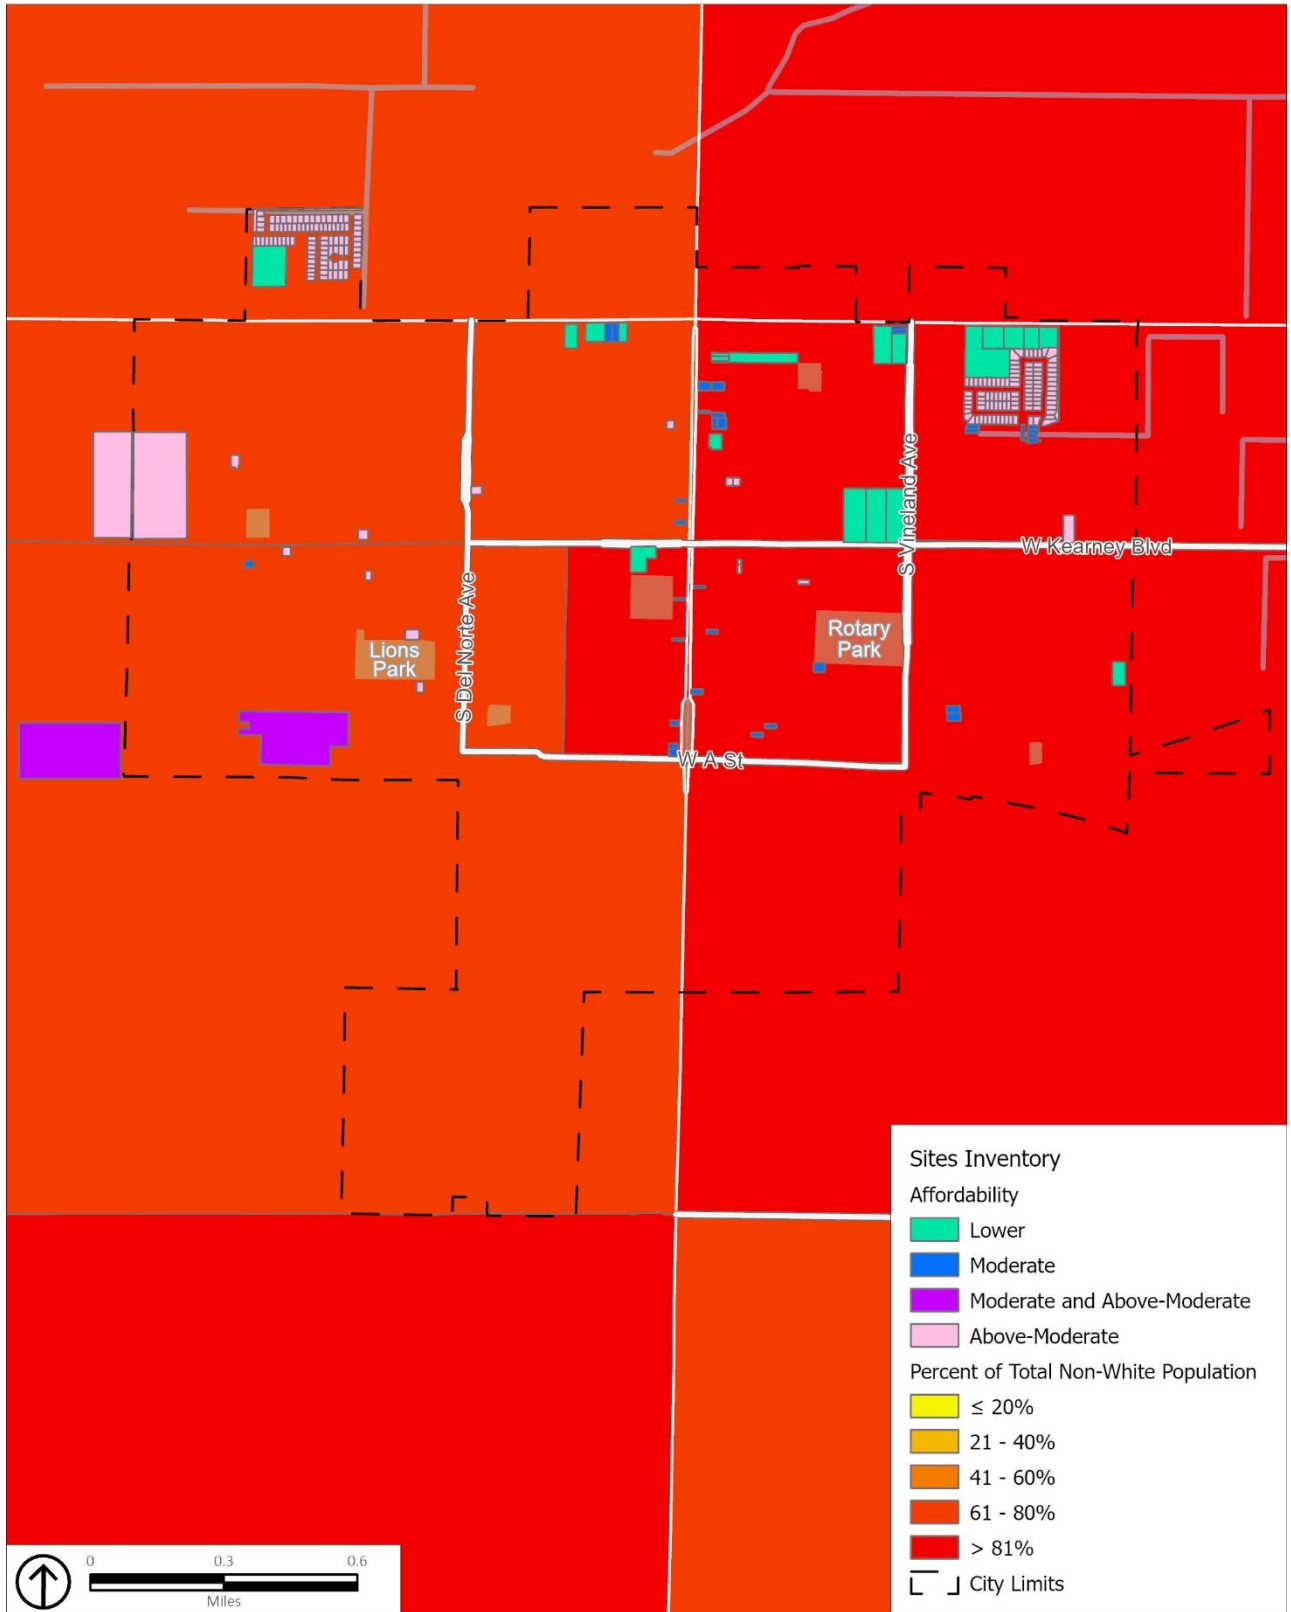 Lions
Park
S Del Norte Ave
Rotary
Park
S Vineland Ave
W Kearney Blvd
W A St
Sites Inventory
Affordability
Lower
Moderate
Moderate and Above-Moderate
Above-Moderate
Percent of Total Non-White Population
≤ 20%
21 - 40%
41 - 60%
61 - 80%
> 81%
City Limits
0 0.3 0.6
Miles